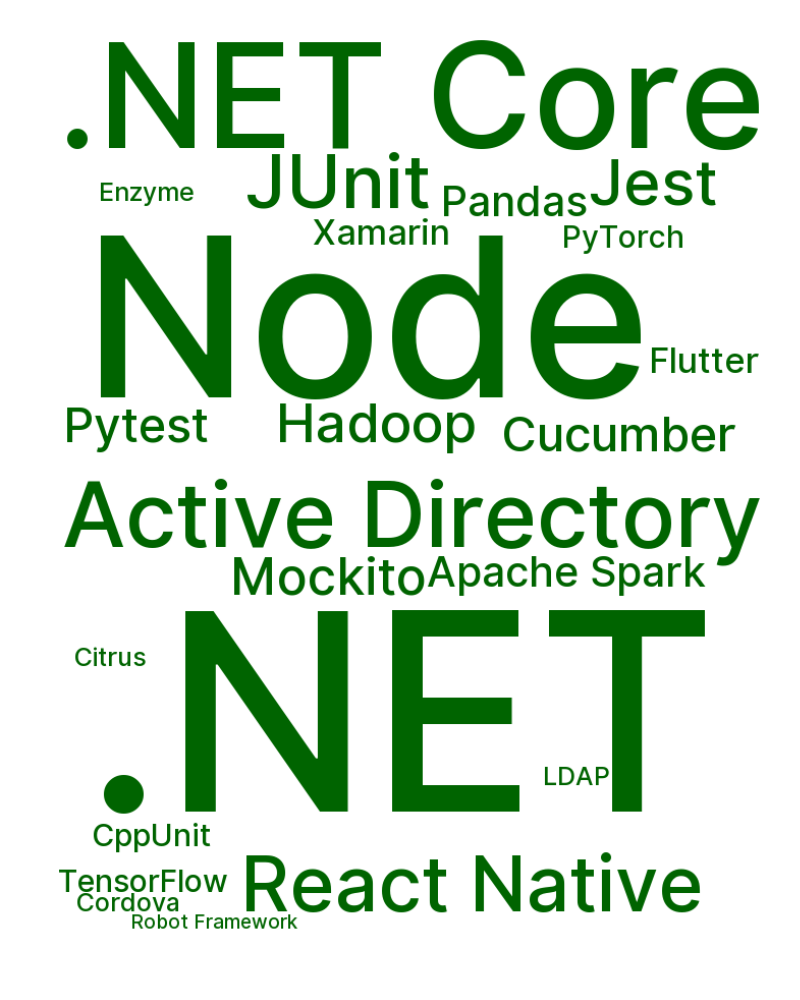 .NET Core
Enzyme
JUnit
Pandas
Jest
Xamarin
PyTorch
Node
Flutter
Pytest
Hadoop
Cucumber
Active Directory
Mockito
Apache Spark
.NET
Citrus
LDAP
CppUnit
TensorFlow
React Native
Cordova
Robot Framework